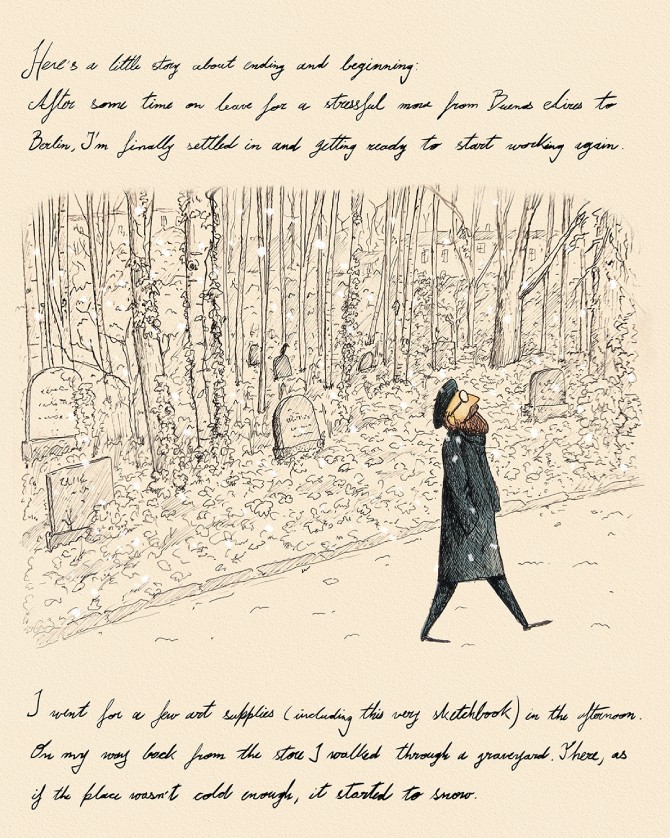 Here's a little story about ending and beginning:
After some time on leave for a stressful move from Buenos Aires to
Berlin, I'm finally settled in and getting ready to start working again.
I went for a few art supplies (including this very sketchbook) in the afternoon.
On my way back from the store I walked through a graveyard. There, as
if the place wasn't cold enough, it started to snow.